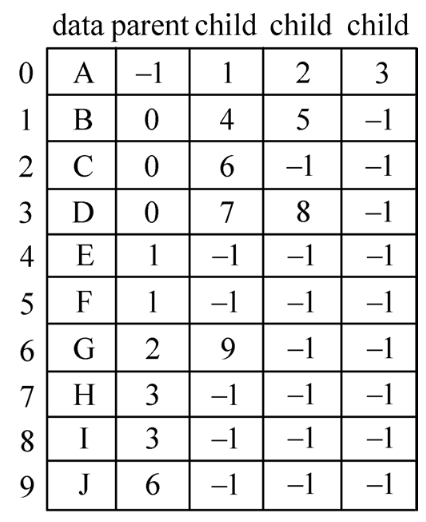 data parent child child child
0 A –1 1 2 3
1 B 0 4 5 –1
2 C 0 6 –1 –1
3 D 0 7 8 –1
4 E 1 –1 –1 –1
5 F 1 –1 –1 –1
6 G 2 9 –1 –1
7 H 3 –1 –1 –1
8 I 3 –1 –1 –1
9 J 6 –1 –1 –1